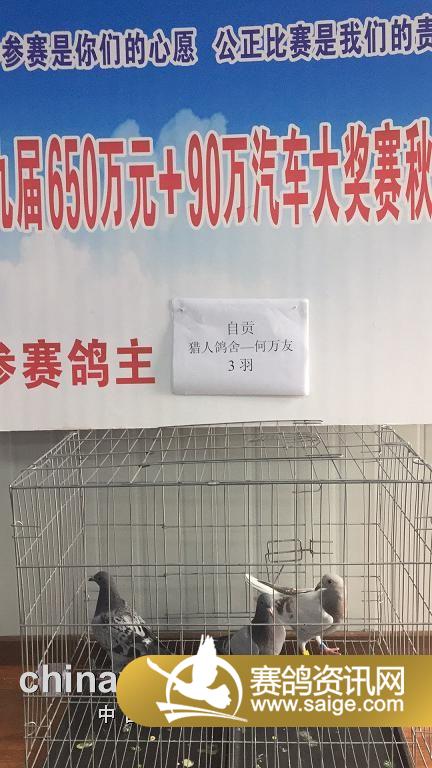 参赛是你们的心愿 公正比赛是我们的责
九届650万元+90万汽车大奖赛秋
参赛鸽主
自贡
猎人鸽舍—何万友
3 羽
china
中
赛鸽资讯网
www.saige.com